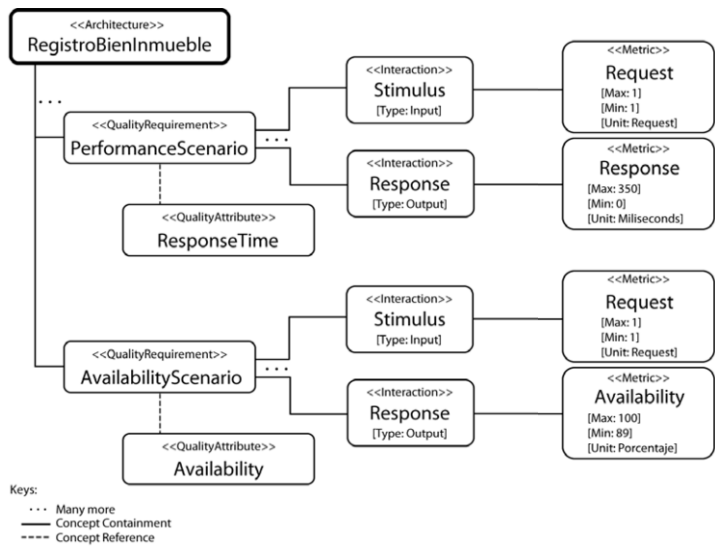 <<Architecture>>
RegistroBienInmueble
...
<<QualityRequirement>>
PerformanceScenario
...
<<QualityAttribute>>
ResponseTime
<<Interaction>>
Stimulus
[Type: Input]
<<Metric>>
Request
[Max: 1]
[Min: 1]
[Unit: Request]
<<Interaction>>
Response
[Type: Output]
<<Metric>>
Response
[Max: 350]
[Min: 0]
[Unit: Miliseconds]
<<QualityRequirement>>
AvailabilityScenario
...
<<QualityAttribute>>
Availability
<<Interaction>>
Stimulus
[Type: Input]
<<Metric>>
Request
[Max: 1]
[Min: 1]
[Unit: Request]
<<Interaction>>
Response
[Type: Output]
<<Metric>>
Availability
[Max: 100]
[Min: 89]
[Unit: Porcentaje]
Keys:
... Many more
Concept Containment
Concept Reference